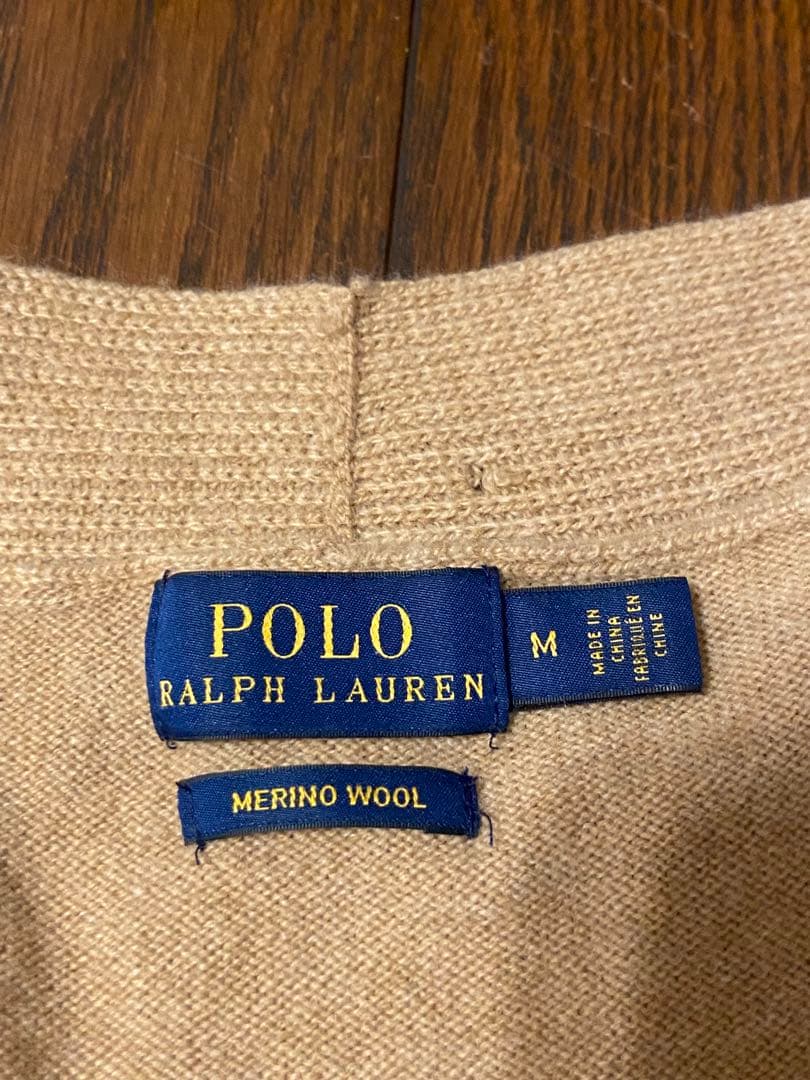 POLO
RALPH LAUREN
M
MADE IN
CHINA
FABRIQUÉ EN
CHINE
MERINO WOOL